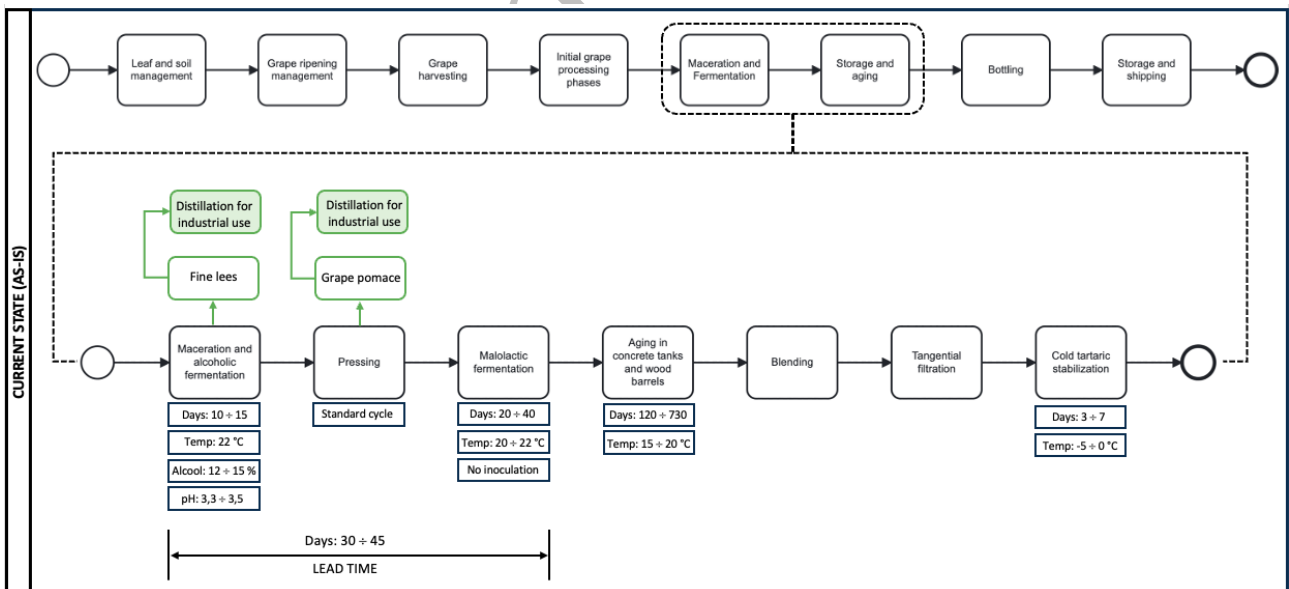 CURRENT STATE (AS-IS)
Leaf and soil
management
Grape ripening
management
Grape
harvesting
Initial grape
processing
phases
Maceration and
Fermentation
Storage and
aging
Bottling
Storage and
shipping
Distillation for
industrial use
Distillation for
industrial use
Fine lees
Grape pomace
Maceration and
alcoholic
fermentation
Pressing
Malolactic
fermentation
Aging in
concrete tanks
and wood
barrels
Blending
Tangential
filtration
Cold tartaric
stabilization
Days: 10 ÷ 15
Temp: 22 °C
Alcool: 12 ÷ 15 %
pH: 3,3 ÷ 3,5
Standard cycle
Days: 20 ÷ 40
Temp: 20 ÷ 22 °C
No inoculation
Days: 120 ÷ 730
Temp: 15 ÷ 20 °C
Days: 3 ÷ 7
Temp: -5 ÷ 0 °C
Days: 30 ÷ 45
LEAD TIME